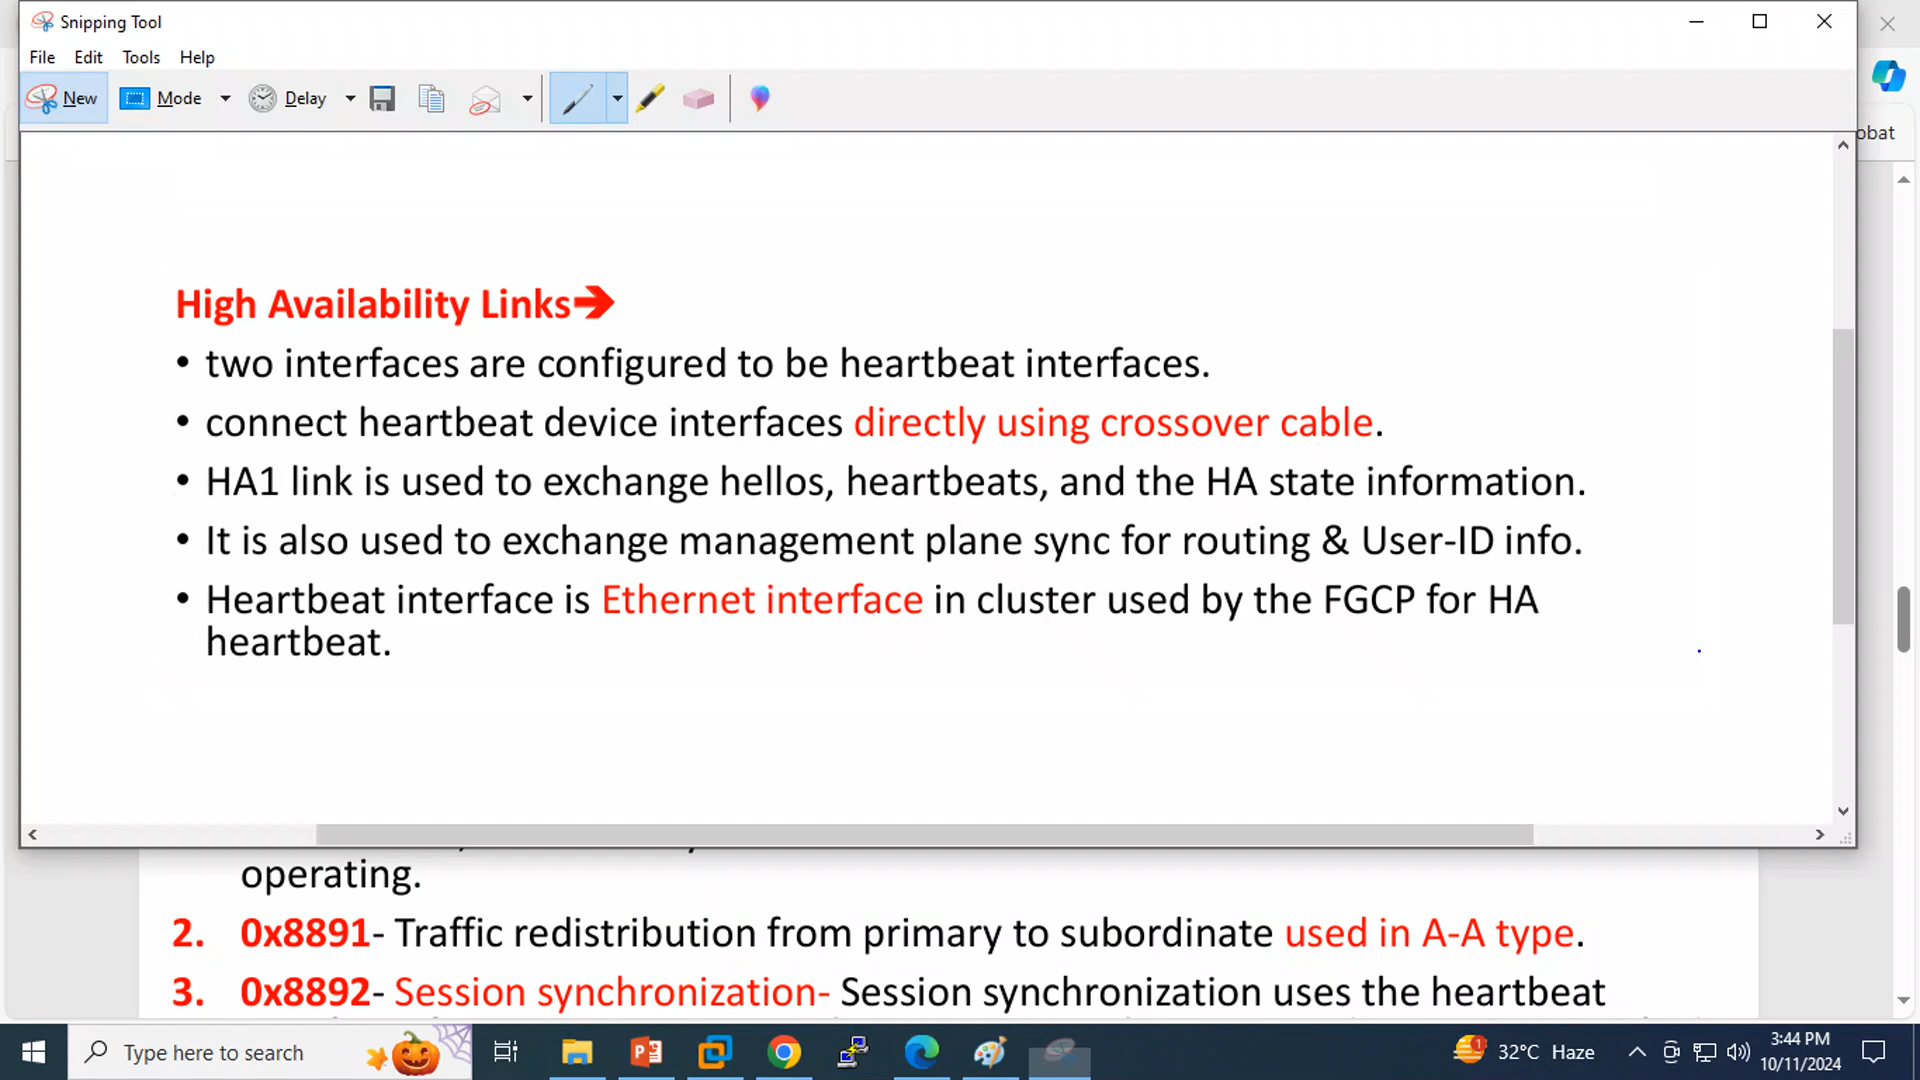 Snipping Tool
File Edit Tools Help
New Mode Delay
obat
High Availability Links➔
• two interfaces are configured to be heartbeat interfaces.
• connect heartbeat device interfaces directly using crossover cable.
• HA1 link is used to exchange hellos, heartbeats, and the HA state information.
• It is also used to exchange management plane sync for routing & User-ID info.
• Heartbeat interface is Ethernet interface in cluster used by the FGCP for HA
heartbeat.
operating.
2. 0x8891- Traffic redistribution from primary to subordinate used in A-A type.
3. 0x8892- Session synchronization- Session synchronization uses the heartbeat
Type here to search
1
32°C Haze
3:44 PM
10/11/2024